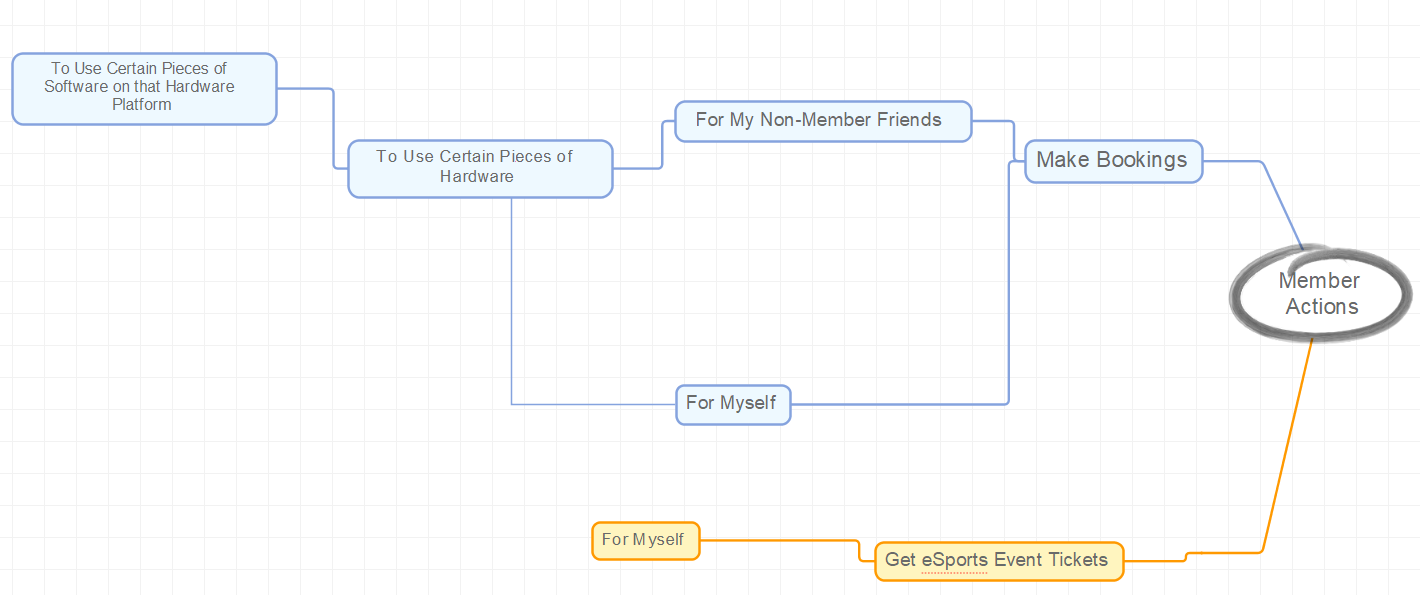 To Use Certain Pieces of
Software on that Hardware
Platform
To Use Certain Pieces of
Hardware
For My Non-Member Friends
Make Bookings
Member
Actions
For Myself
For Myself
Get eSports Event Tickets